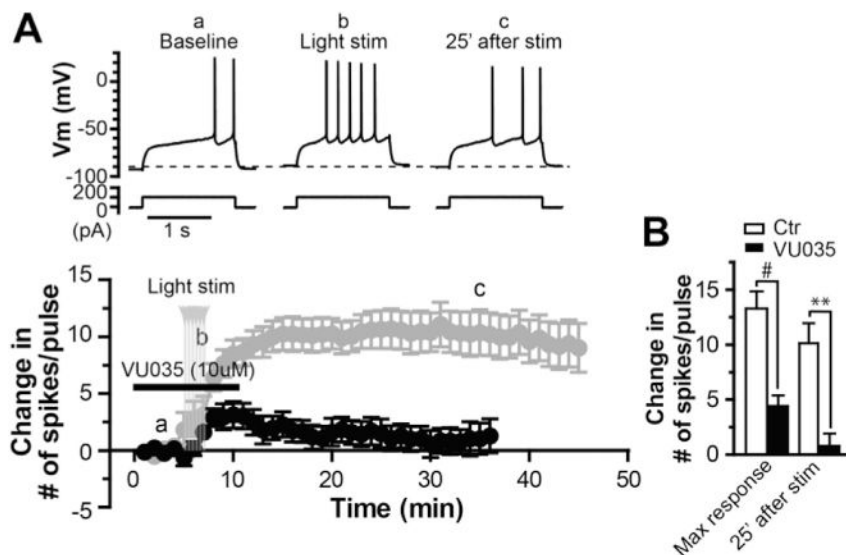 A
a
Baseline
b
Light stim
c
25' after stim
Vm (mV)
0
-50
-100
200
0
(pA)
1 s
B
Ctr
VU035
Change in
# of spikes/pulse
15
10
5
0
-5
Light stim
b
VU035 (10uM)
a
c
0
10
20
30
40
50
Time (min)
Change in
# of spikes/pulse
15
10
5
0
#
**
Max response
25' after stim